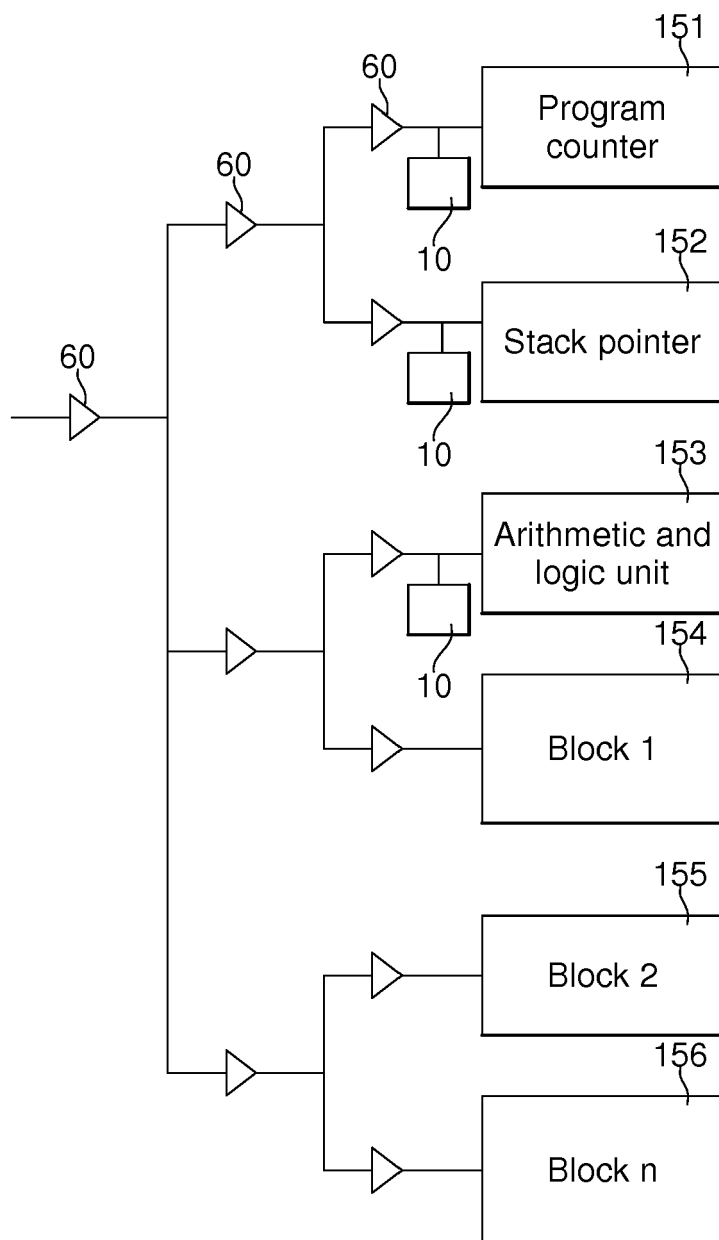 151
60
Program
counter
60
10
152
60
Stack pointer
10
153
Arithmetic and
logic unit
154
10
Block 1
155
Block 2
156
Block n